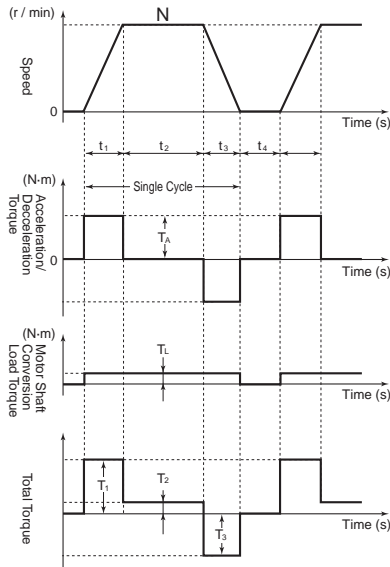 (r / min)
N
Speed
0
Time (s)
t1
t2
t3
t4
(N·m)
Single Cycle
Acceleration/
Decceleration
Torque
TA
0
Time (s)
(N·m)
Motor Shaft
Conversion
Load Torque
TL
Time (s)
Total Torque
T1
T2
T3
Time (s)